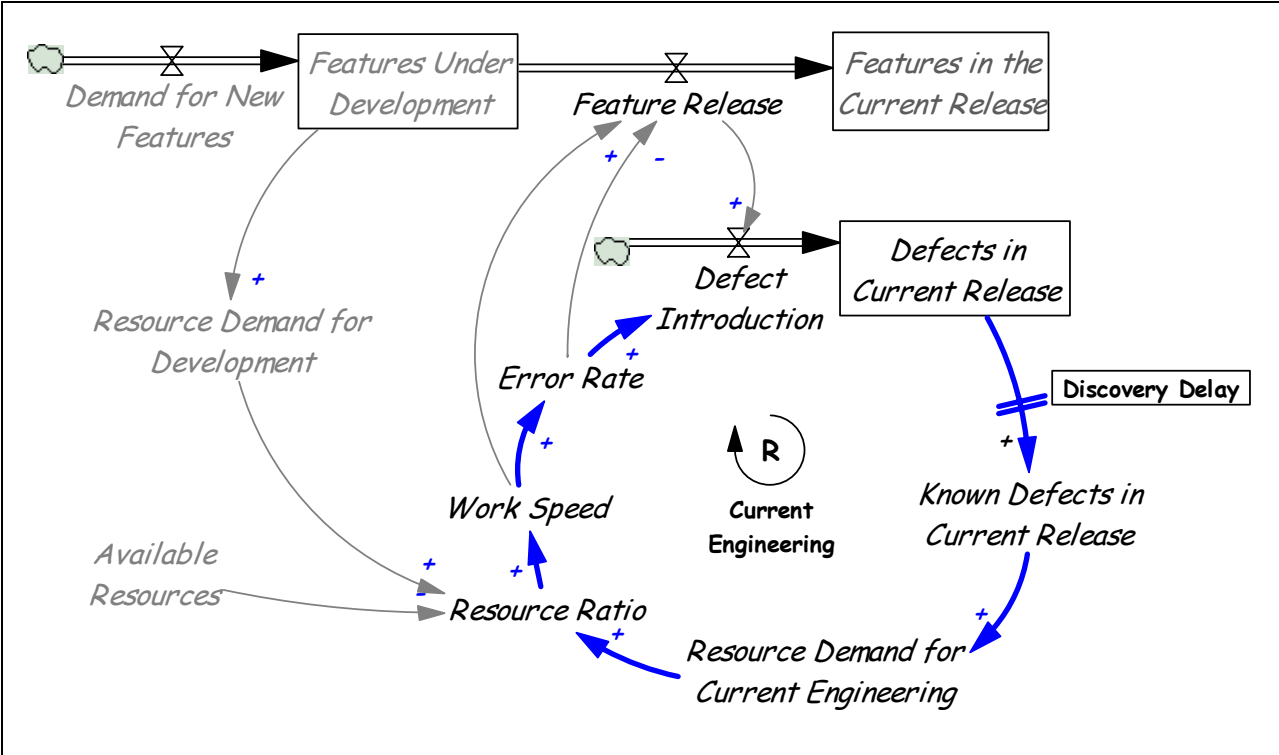 Features Under
Development
Features in the
Current Release
Demand for New
Features
Feature Release
+
-
+
Defects in
Current Release
Defect
Introduction
+
Resource Demand for
Development
+
Error Rate
Discovery Delay
+
+
R
Current
Engineering
Known Defects in
Current Release
Work Speed
Available
Resources
+
-
+
Resource Ratio
+
+
Resource Demand for
Current Engineering